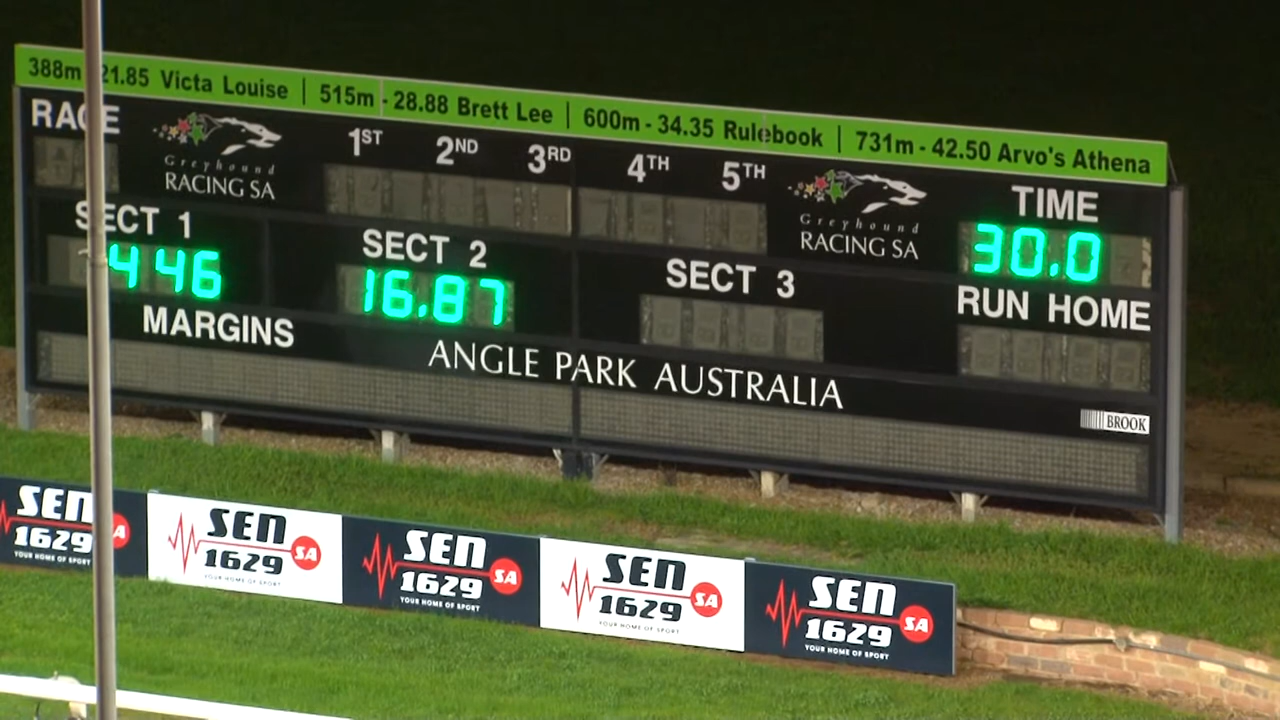 388m 21.85 Victa Louise | 515m - 28.88 Brett Lee | 600m - 34.35 Rulebook | 731m - 42.50 Arvo's Athena
RACE
Greyhound
RACING SA
1ST 2ND 3RD 4TH 5TH
Greyhound
RACING SA
TIME
30.0
SECT 1
4 46
SECT 2
16.87
SECT 3
RUN HOME
MARGINS
ANGLE PARK AUSTRALIA
BROOK
SEN
1629
SA
YOUR HOME OF SPORT
SEN
1629
SA
YOUR HOME OF SPORT
SEN
1629
SA
YOUR HOME OF SPORT
SEN
1629
SA
YOUR HOME OF SPORT
SEN
1629
SA
YOUR HOME OF SPORT